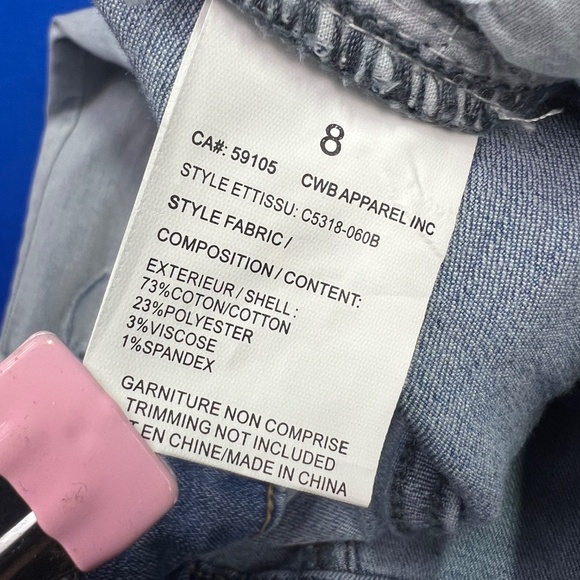 8
CA#: 59105 CWB APPAREL INC
STYLE ETTISSU: C5318-060B
STYLE FABRIC /
COMPOSITION / CONTENT:
EXTERIEUR / SHELL :
73%COTON/COTTON
23%POLYESTER
3%VISCOSE
1%SPANDEX
GARNITURE NON COMPRISE
TRIMMING NOT INCLUDED
EN CHINE/MADE IN CHINA